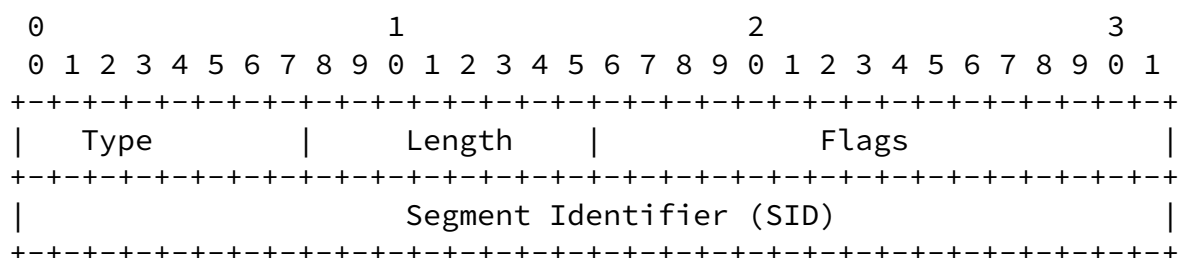 0                   1                   2                   3
 0 1 2 3 4 5 6 7 8 9 0 1 2 3 4 5 6 7 8 9 0 1 2 3 4 5 6 7 8 9 0 1
+-+-+-+-+-+-+-+-+-+-+-+-+-+-+-+-+-+-+-+-+-+-+-+-+-+-+-+-+-+-+-+-+
|   Type        |     Length    |            Flags              |
+-+-+-+-+-+-+-+-+-+-+-+-+-+-+-+-+-+-+-+-+-+-+-+-+-+-+-+-+-+-+-+-+
|                     Segment Identifier (SID)                  |
+-+-+-+-+-+-+-+-+-+-+-+-+-+-+-+-+-+-+-+-+-+-+-+-+-+-+-+-+-+-+-+-+